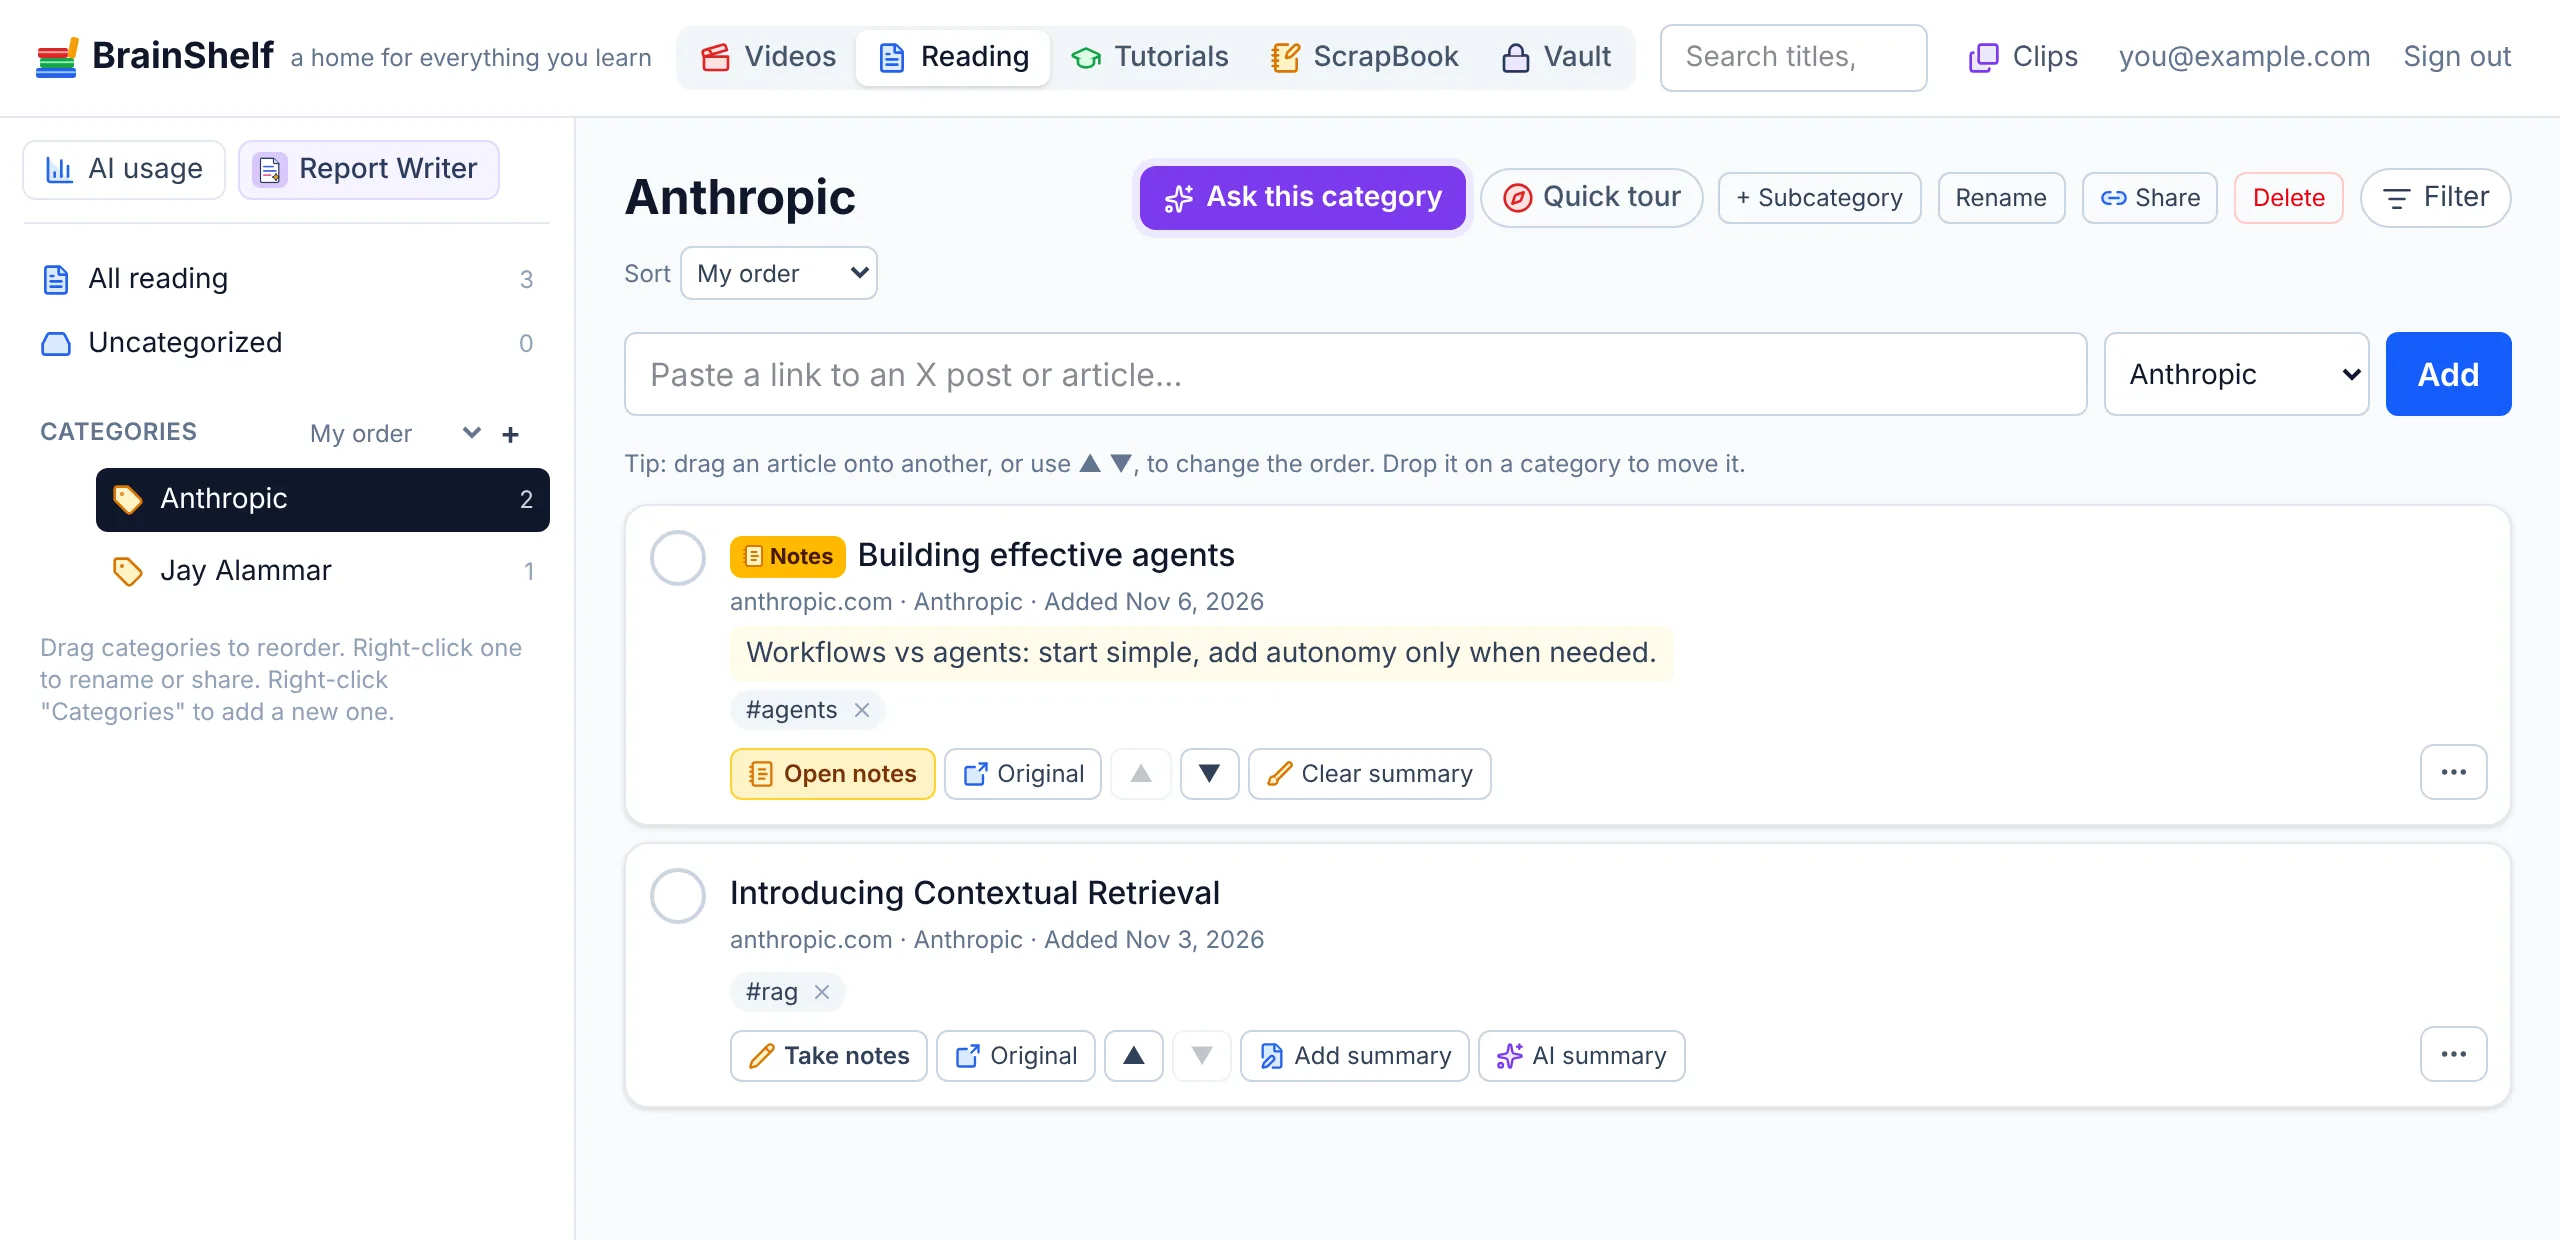 BrainShelf a home for everything you learn
Videos
Reading
Tutorials
ScrapBook
Vault
Search titles,
Clips
you@example.com
Sign out
AI usage
Report Writer
All reading 3
Uncategorized 0
CATEGORIES My order +
Anthropic 2
Jay Alammar 1
Drag categories to reorder. Right-click one
to rename or share. Right-click
"Categories" to add a new one.
Anthropic
Ask this category
Quick tour
+ Subcategory
Rename
Share
Delete
Filter
Sort My order
Paste a link to an X post or article...
Anthropic
Add
Tip: drag an article onto another, or use ▲ ▼, to change the order. Drop it on a category to move it.
Notes Building effective agents
anthropic.com · Anthropic · Added Nov 6, 2026
Workflows vs agents: start simple, add autonomy only when needed.
#agents ×
Open notes
Original
▲
▼
Clear summary
...
Introducing Contextual Retrieval
anthropic.com · Anthropic · Added Nov 3, 2026
#rag ×
Take notes
Original
▲
▼
Add summary
AI summary
...